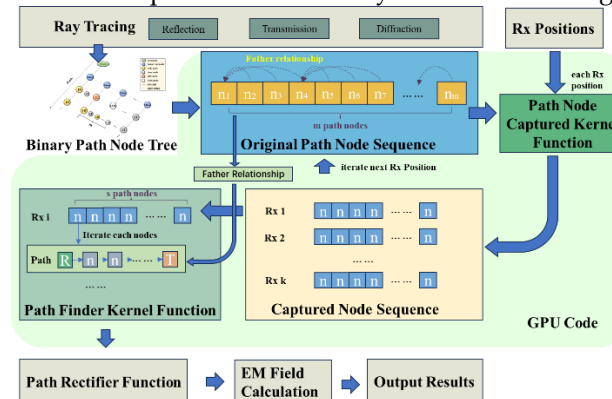 Ray Tracing
Reflection
Transmission
Diffraction
Rx Positions
Father relationship
each Rx
position
n1 n2 n3 n4 n5 n6 n7 ... ... nm
m path nodes
Binary Path Node Tree
Original Path Node Sequence
Path Node
Captured Kernel
Function
Father Relationship
iterate next Rx Position
s path nodes
Rx i
n n n n ... ... n
Iterate each nodes
Path
R n n ... ... T
... ...
Path Finder Kernel Function
Rx 1
n n n n ... ... n
Rx 2
n n n n ... ... n
... ...
Rx k
n n n n ... ... n
Captured Node Sequence
GPU Code
Path Rectifier Function
EM Field
Calculation
Output Results